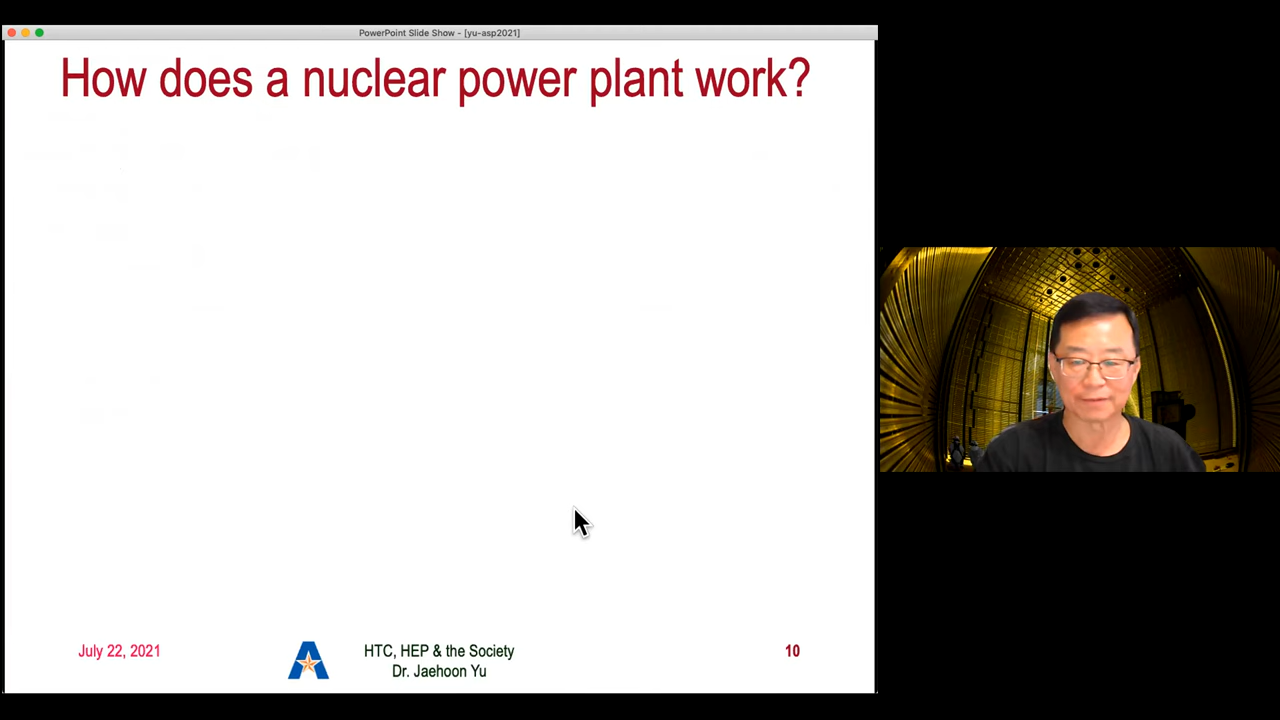 PowerPoint Slide Show - [yu-asp2021]
How does a nuclear power plant work?
July 22, 2021
HTC, HEP & the Society
Dr. Jaehoon Yu
10